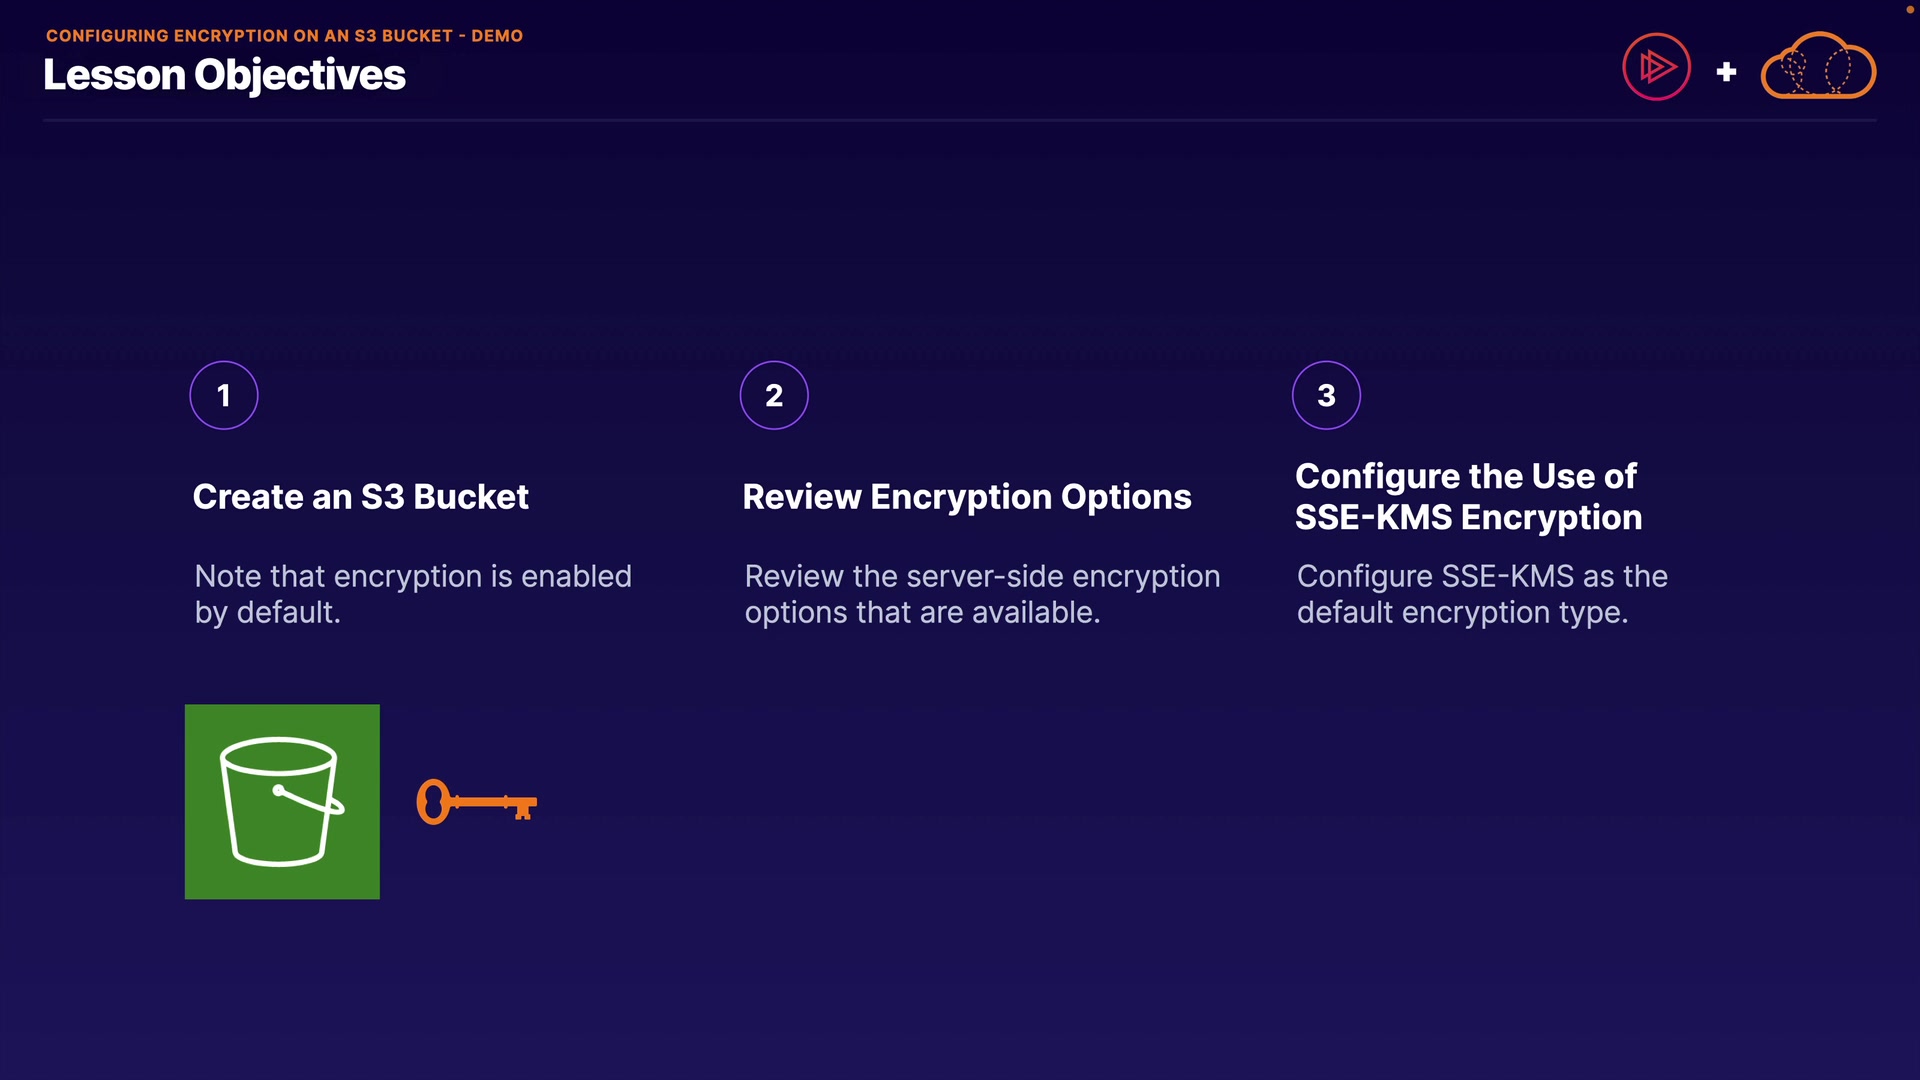 CONFIGURING ENCRYPTION ON AN S3 BUCKET - DEMO
Lesson Objectives
1
Create an S3 Bucket
Note that encryption is enabled
by default.
2
Review Encryption Options
Review the server-side encryption
options that are available.
3
Configure the Use of
SSE-KMS Encryption
Configure SSE-KMS as the
default encryption type.